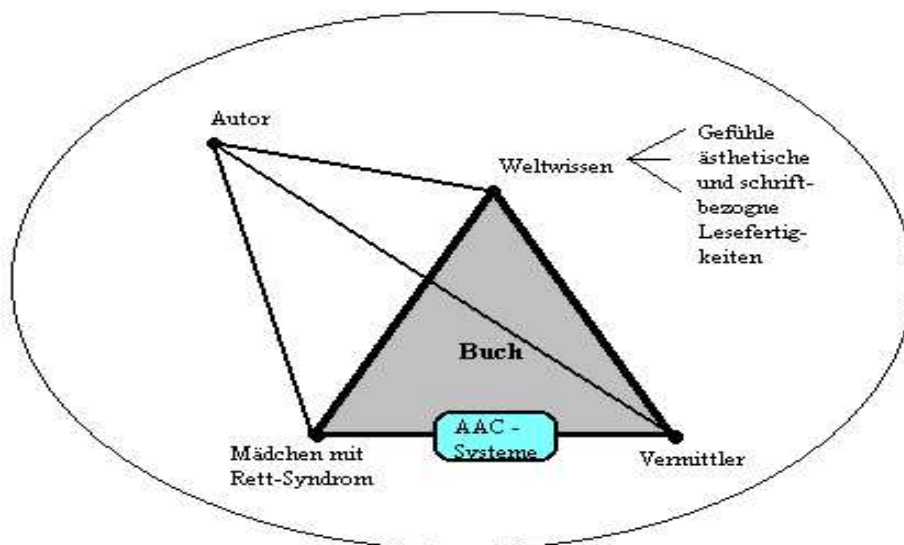 Autor
Weltwissen
Gefühle
ästhetische
und schrift-
bezogne
Lesefertig-
keiten
Buch
AAC -
Systeme
Mädchen mit
Rett-Syndrom
Vermittler